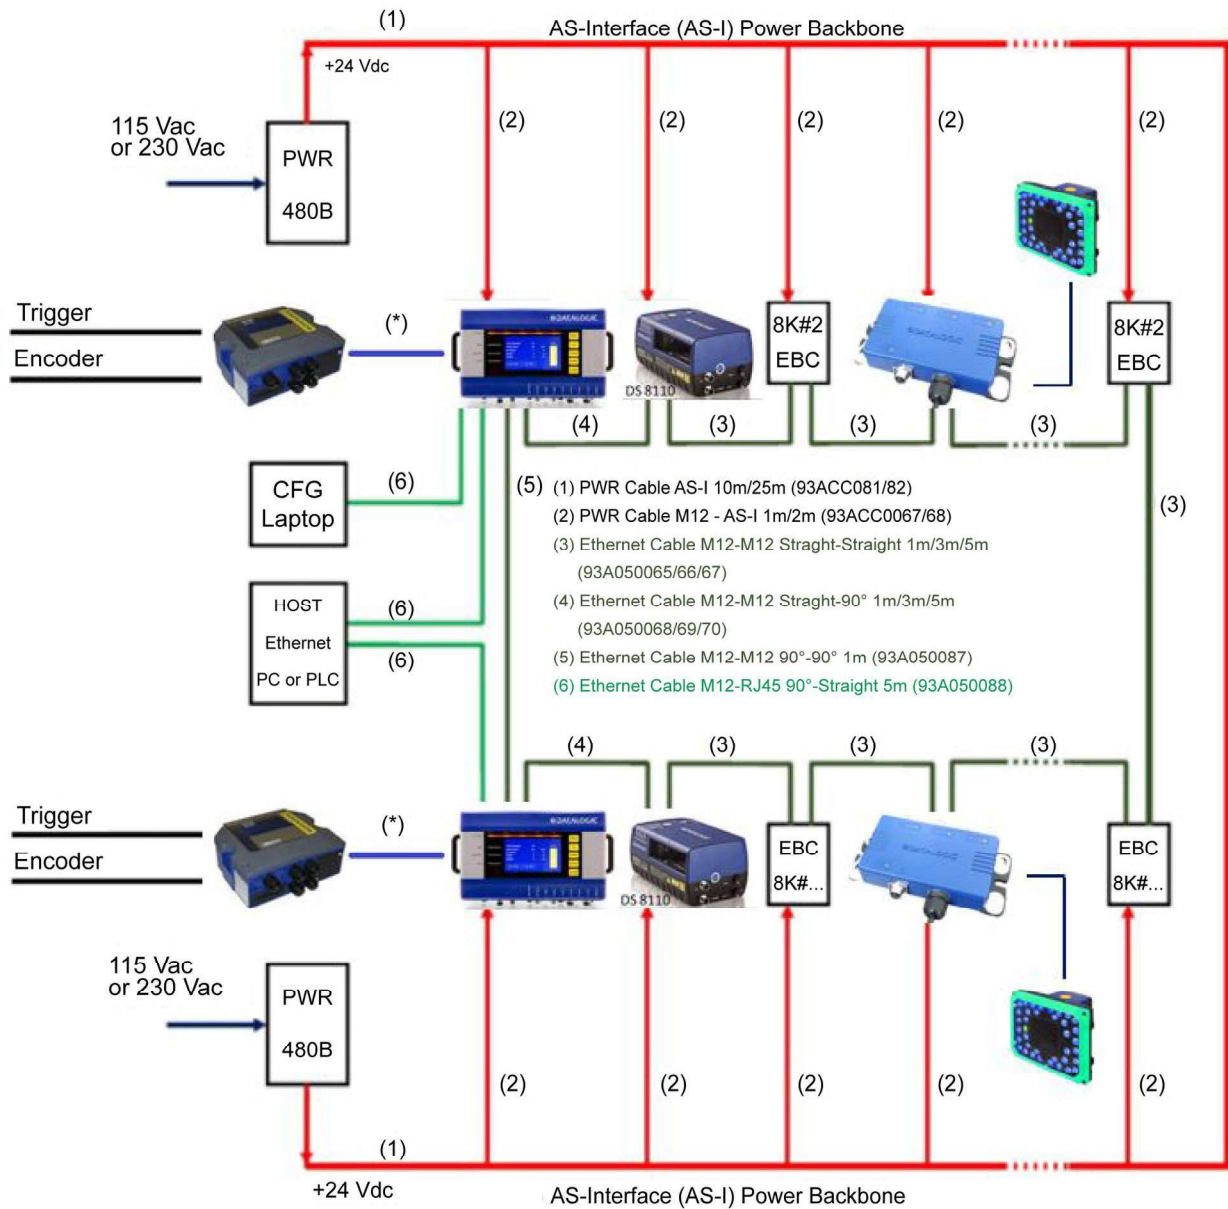 (1)
AS-Interface (AS-I) Power Backbone
+24 Vdc
115 Vac
or 230 Vac
PWR
480B
(2)
(2)
(2)
(2)
(2)
Trigger
Encoder
(*)
DATALOGIC
DS 8110
8K#2
EBC
8K#2
EBC
(4)
(3)
(3)
(3)
CFG
Laptop
(6)
(5)
(3)
HOST
Ethernet
PC or PLC
(6)
(6)
(1) PWR Cable AS-I 10m/25m (93ACC081/82)
(2) PWR Cable M12 - AS-I 1m/2m (93ACC0067/68)
(3) Ethernet Cable M12-M12 Straght-Straight 1m/3m/5m
(93A050065/66/67)
(4) Ethernet Cable M12-M12 Straght-90° 1m/3m/5m
(93A050068/69/70)
(5) Ethernet Cable M12-M12 90°-90° 1m (93A050087)
(6) Ethernet Cable M12-RJ45 90°-Straight 5m (93A050088)
(4)
(3)
(3)
(3)
Trigger
Encoder
(*)
DATALOGIC
DS 8110
EBC
8K#...
EBC
8K#...
115 Vac
or 230 Vac
PWR
480B
(2)
(2)
(2)
(2)
(2)
(1)
+24 Vdc
AS-Interface (AS-I) Power Backbone